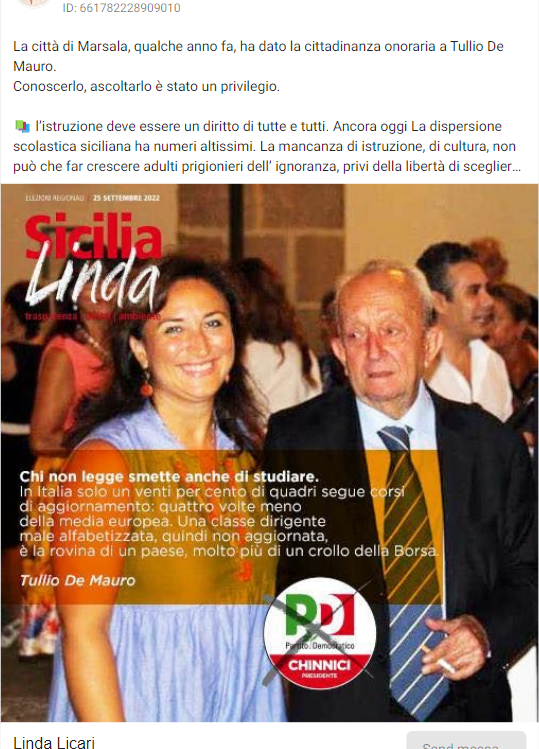 ID: 661782228909010
La città di Marsala, qualche anno fa, ha dato la cittadinanza onoraria a Tullio De
Mauro.
Conoscerlo, ascoltarlo è stato un privilegio.
l'istruzione deve essere un diritto di tutte e tutti. Ancora oggi La dispersione
scolastica siciliana ha numeri altissimi. La mancanza di istruzione, di cultura, non
può che far crescere adulti prigionieri dell' ignoranza, privi della libertà di sceglier...
ELEZIONI REGIONALI 25 SETTEMBRE 2022
Sicilia
Linda
Chi non legge smette anche di studiare.
In Italia solo un venti per cento di quadri segue corsi
di aggiornamento: quattro volte meno
della media europea. Una classe dirigente
male alfabetizzata, quindi non aggiornata,
è la rovina di un paese, molto più di un crollo della Borsa.
Tullio De Mauro
PD
Partito Democratico
CHINNICI
PRESIDENTE
Linda Licari